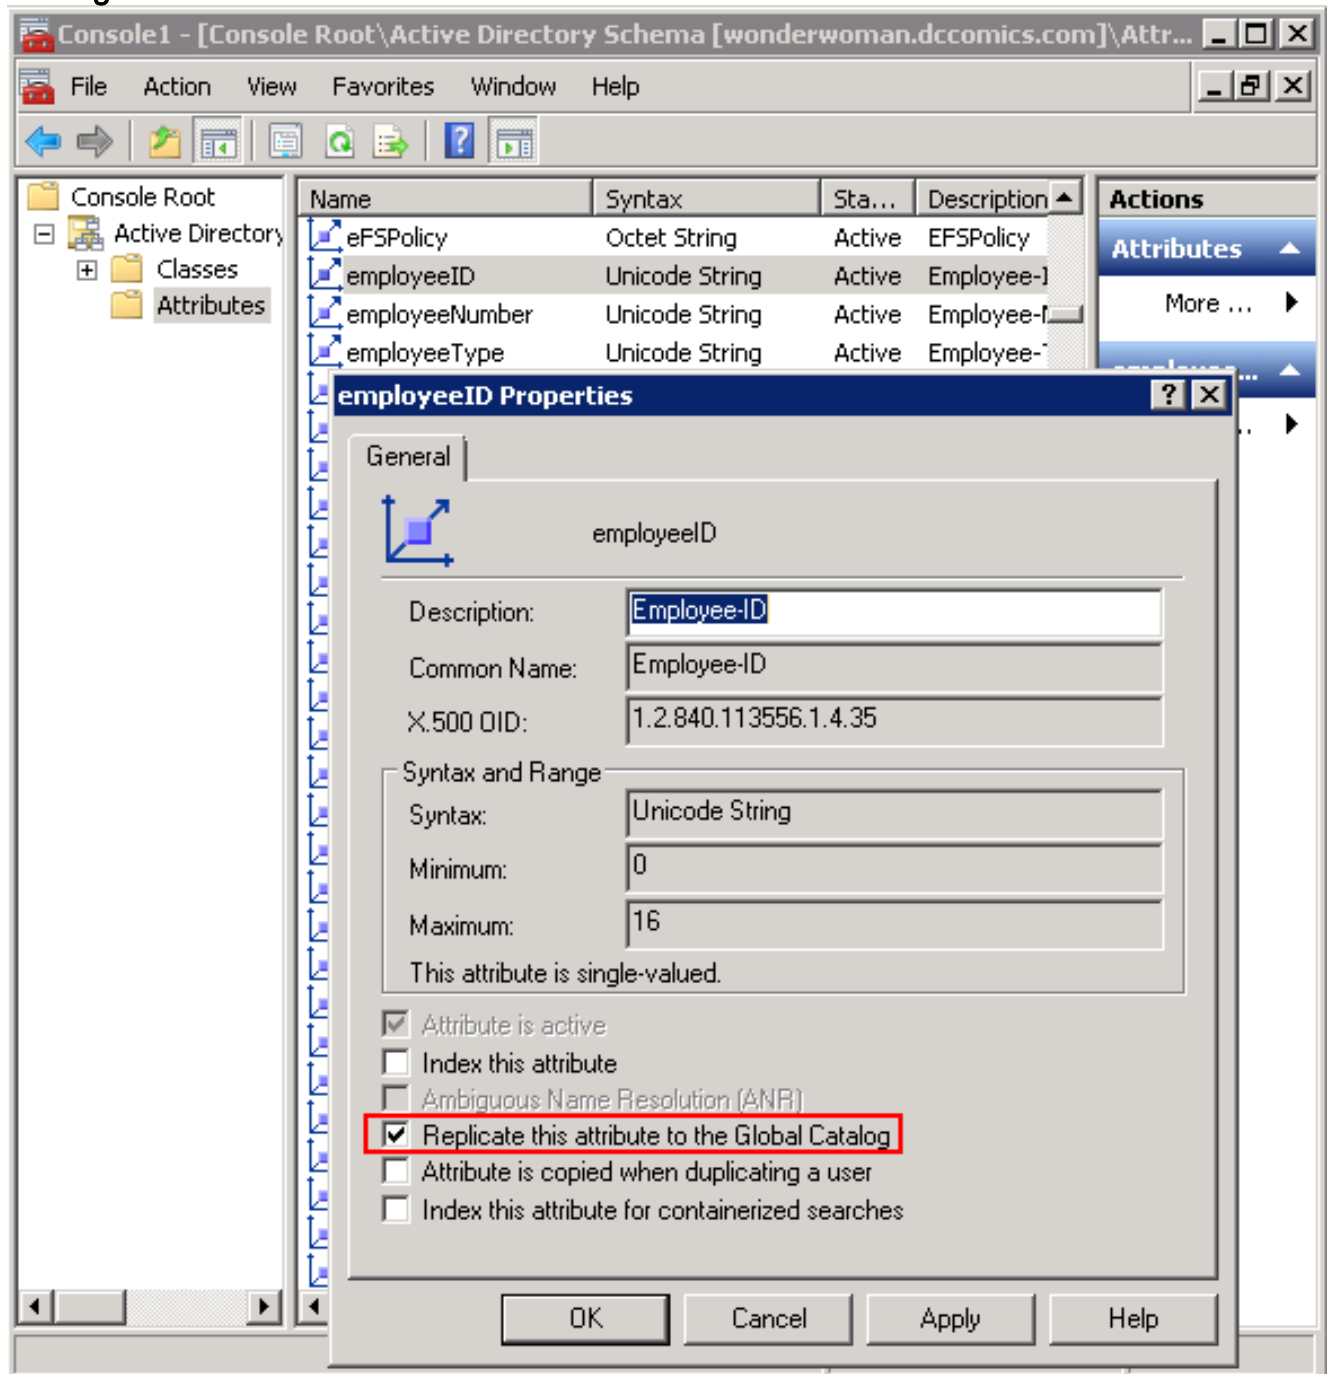 Console1 - [Console Root\Active Directory Schema [wonderwoman.dccomics.com]\Attr...
File Action View Favorites Window Help
Console Root
Active Directory
Classes
Attributes
Name Syntax Sta... Description
eFSPolicy Octet String Active EFSPolicy
employeeID Unicode String Active Employee-I
employeeNumber Unicode String Active Employee-
employeeType Unicode String Active Employee-
Actions
Attributes
More ...
employeeID Properties
General
employeeID
Description: Employee-ID
Common Name: Employee-ID
X.500 OID: 1.2.840.113556.1.4.35
Syntax and Range
Syntax: Unicode String
Minimum: 0
Maximum: 16
This attribute is single-valued.
Attribute is active
Index this attribute
Ambiguous Name Resolution (ANR)
Replicate this attribute to the Global Catalog
Attribute is copied when duplicating a user
Index this attribute for containerized searches
OK Cancel Apply Help